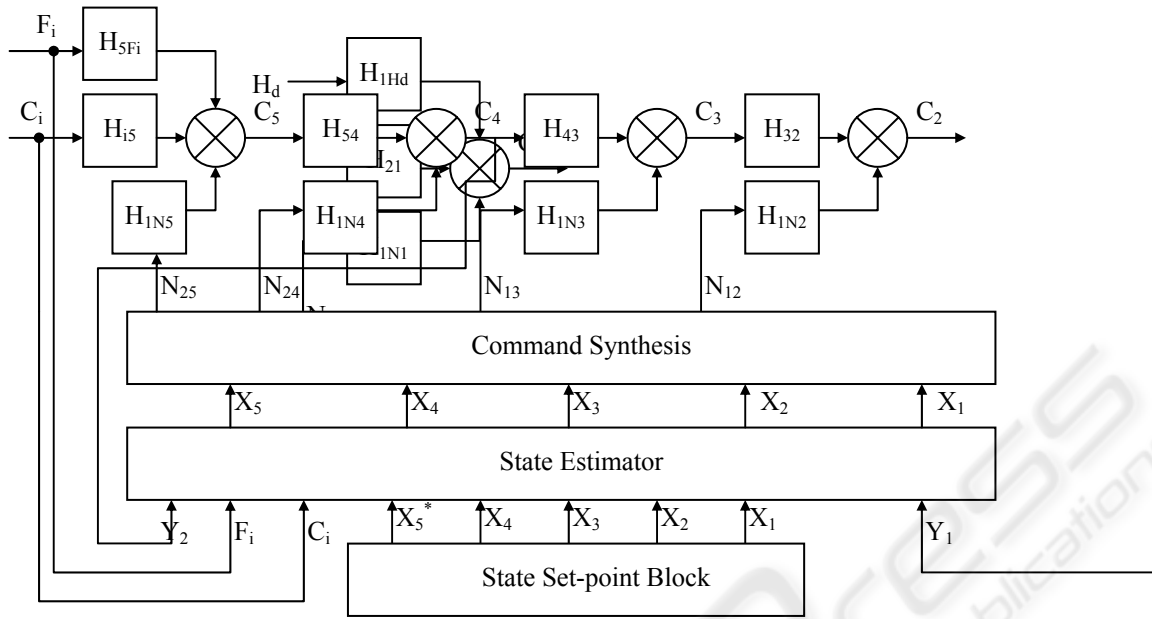 F_i
H_5Fi
H_d
H_1Hd
C_i
H_i5
C_5
H_54
C_4
H_43
C_3
H_32
C_2
H_21
H_1N5
H_1N4
H_1N3
H_1N2
1N1
N_25
N_24
N_13
N_12
Command Synthesis
X_5
X_4
X_3
X_2
X_1
State Estimator
Y_2
F_i
C_i
X_5^*
X_4
X_3
X_2
X_1
Y_1
State Set-point Block